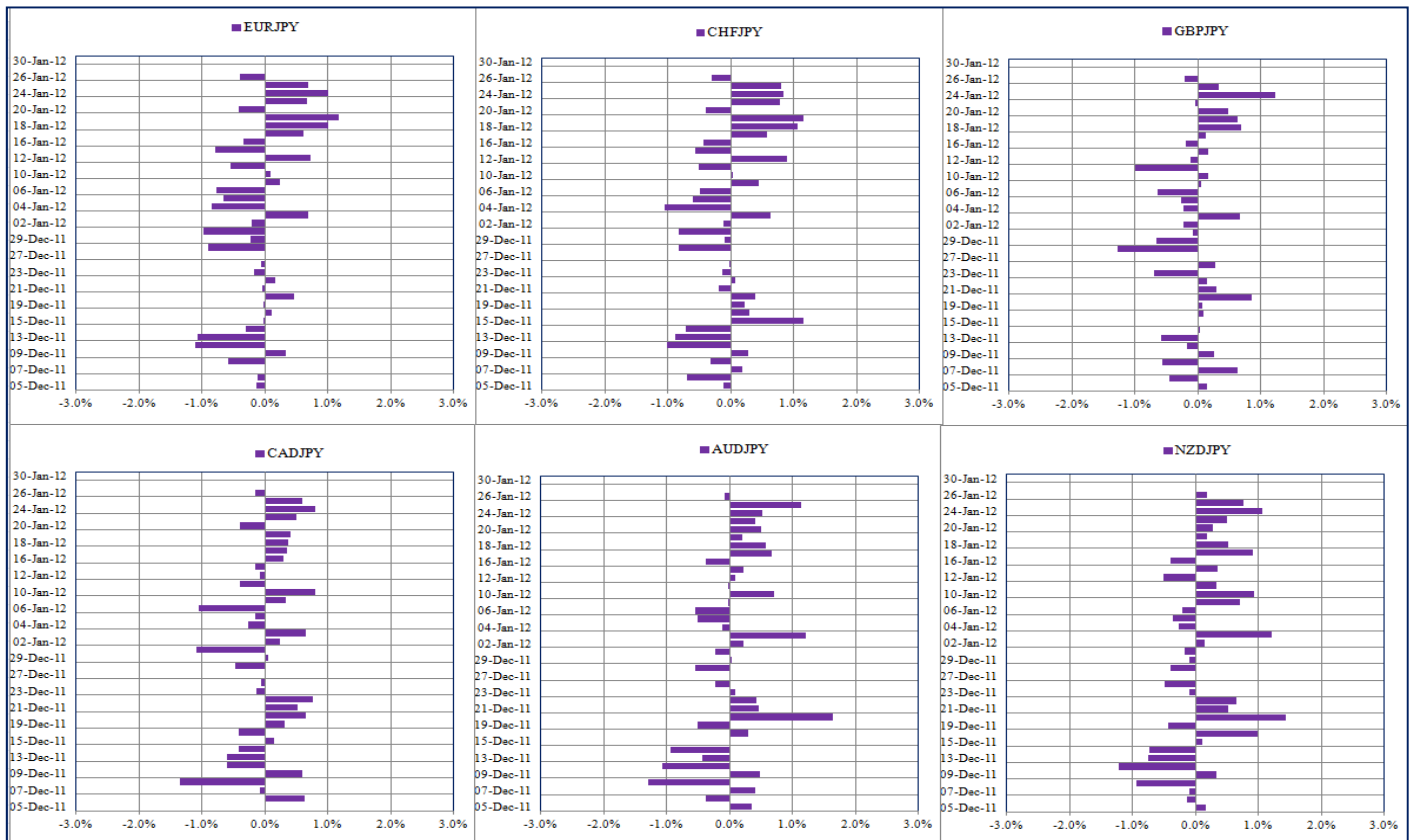 EURJPY
30-Jan-12
26-Jan-12
24-Jan-12
20-Jan-12
18-Jan-12
16-Jan-12
12-Jan-12
10-Jan-12
06-Jan-12
04-Jan-12
02-Jan-12
29-Dec-11
27-Dec-11
23-Dec-11
21-Dec-11
19-Dec-11
15-Dec-11
13-Dec-11
09-Dec-11
07-Dec-11
05-Dec-11
-3.0% -2.0% -1.0% 0.0% 1.0% 2.0% 3.0%
CHFJPY
30-Jan-12
26-Jan-12
24-Jan-12
20-Jan-12
18-Jan-12
16-Jan-12
12-Jan-12
10-Jan-12
06-Jan-12
04-Jan-12
02-Jan-12
29-Dec-11
27-Dec-11
23-Dec-11
21-Dec-11
19-Dec-11
15-Dec-11
13-Dec-11
09-Dec-11
07-Dec-11
05-Dec-11
-3.0% -2.0% -1.0% 0.0% 1.0% 2.0% 3.0%
GBPJPY
30-Jan-12
26-Jan-12
24-Jan-12
20-Jan-12
18-Jan-12
16-Jan-12
12-Jan-12
10-Jan-12
06-Jan-12
04-Jan-12
02-Jan-12
29-Dec-11
27-Dec-11
23-Dec-11
21-Dec-11
19-Dec-11
15-Dec-11
13-Dec-11
09-Dec-11
07-Dec-11
05-Dec-11
-3.0% -2.0% -1.0% 0.0% 1.0% 2.0% 3.0%
CADJPY
30-Jan-12
26-Jan-12
24-Jan-12
20-Jan-12
18-Jan-12
16-Jan-12
12-Jan-12
10-Jan-12
06-Jan-12
04-Jan-12
02-Jan-12
29-Dec-11
27-Dec-11
23-Dec-11
21-Dec-11
19-Dec-11
15-Dec-11
13-Dec-11
09-Dec-11
07-Dec-11
05-Dec-11
-3.0% -2.0% -1.0% 0.0% 1.0% 2.0% 3.0%
AUDJPY
30-Jan-12
26-Jan-12
24-Jan-12
20-Jan-12
18-Jan-12
16-Jan-12
12-Jan-12
10-Jan-12
06-Jan-12
04-Jan-12
02-Jan-12
29-Dec-11
27-Dec-11
23-Dec-11
21-Dec-11
19-Dec-11
15-Dec-11
13-Dec-11
09-Dec-11
07-Dec-11
05-Dec-11
-3.0% -2.0% -1.0% 0.0% 1.0% 2.0% 3.0%
NZDJPY
30-Jan-12
26-Jan-12
24-Jan-12
20-Jan-12
18-Jan-12
16-Jan-12
12-Jan-12
10-Jan-12
06-Jan-12
04-Jan-12
02-Jan-12
29-Dec-11
27-Dec-11
23-Dec-11
21-Dec-11
19-Dec-11
15-Dec-11
13-Dec-11
09-Dec-11
07-Dec-11
05-Dec-11
-3.0% -2.0% -1.0% 0.0% 1.0% 2.0% 3.0%